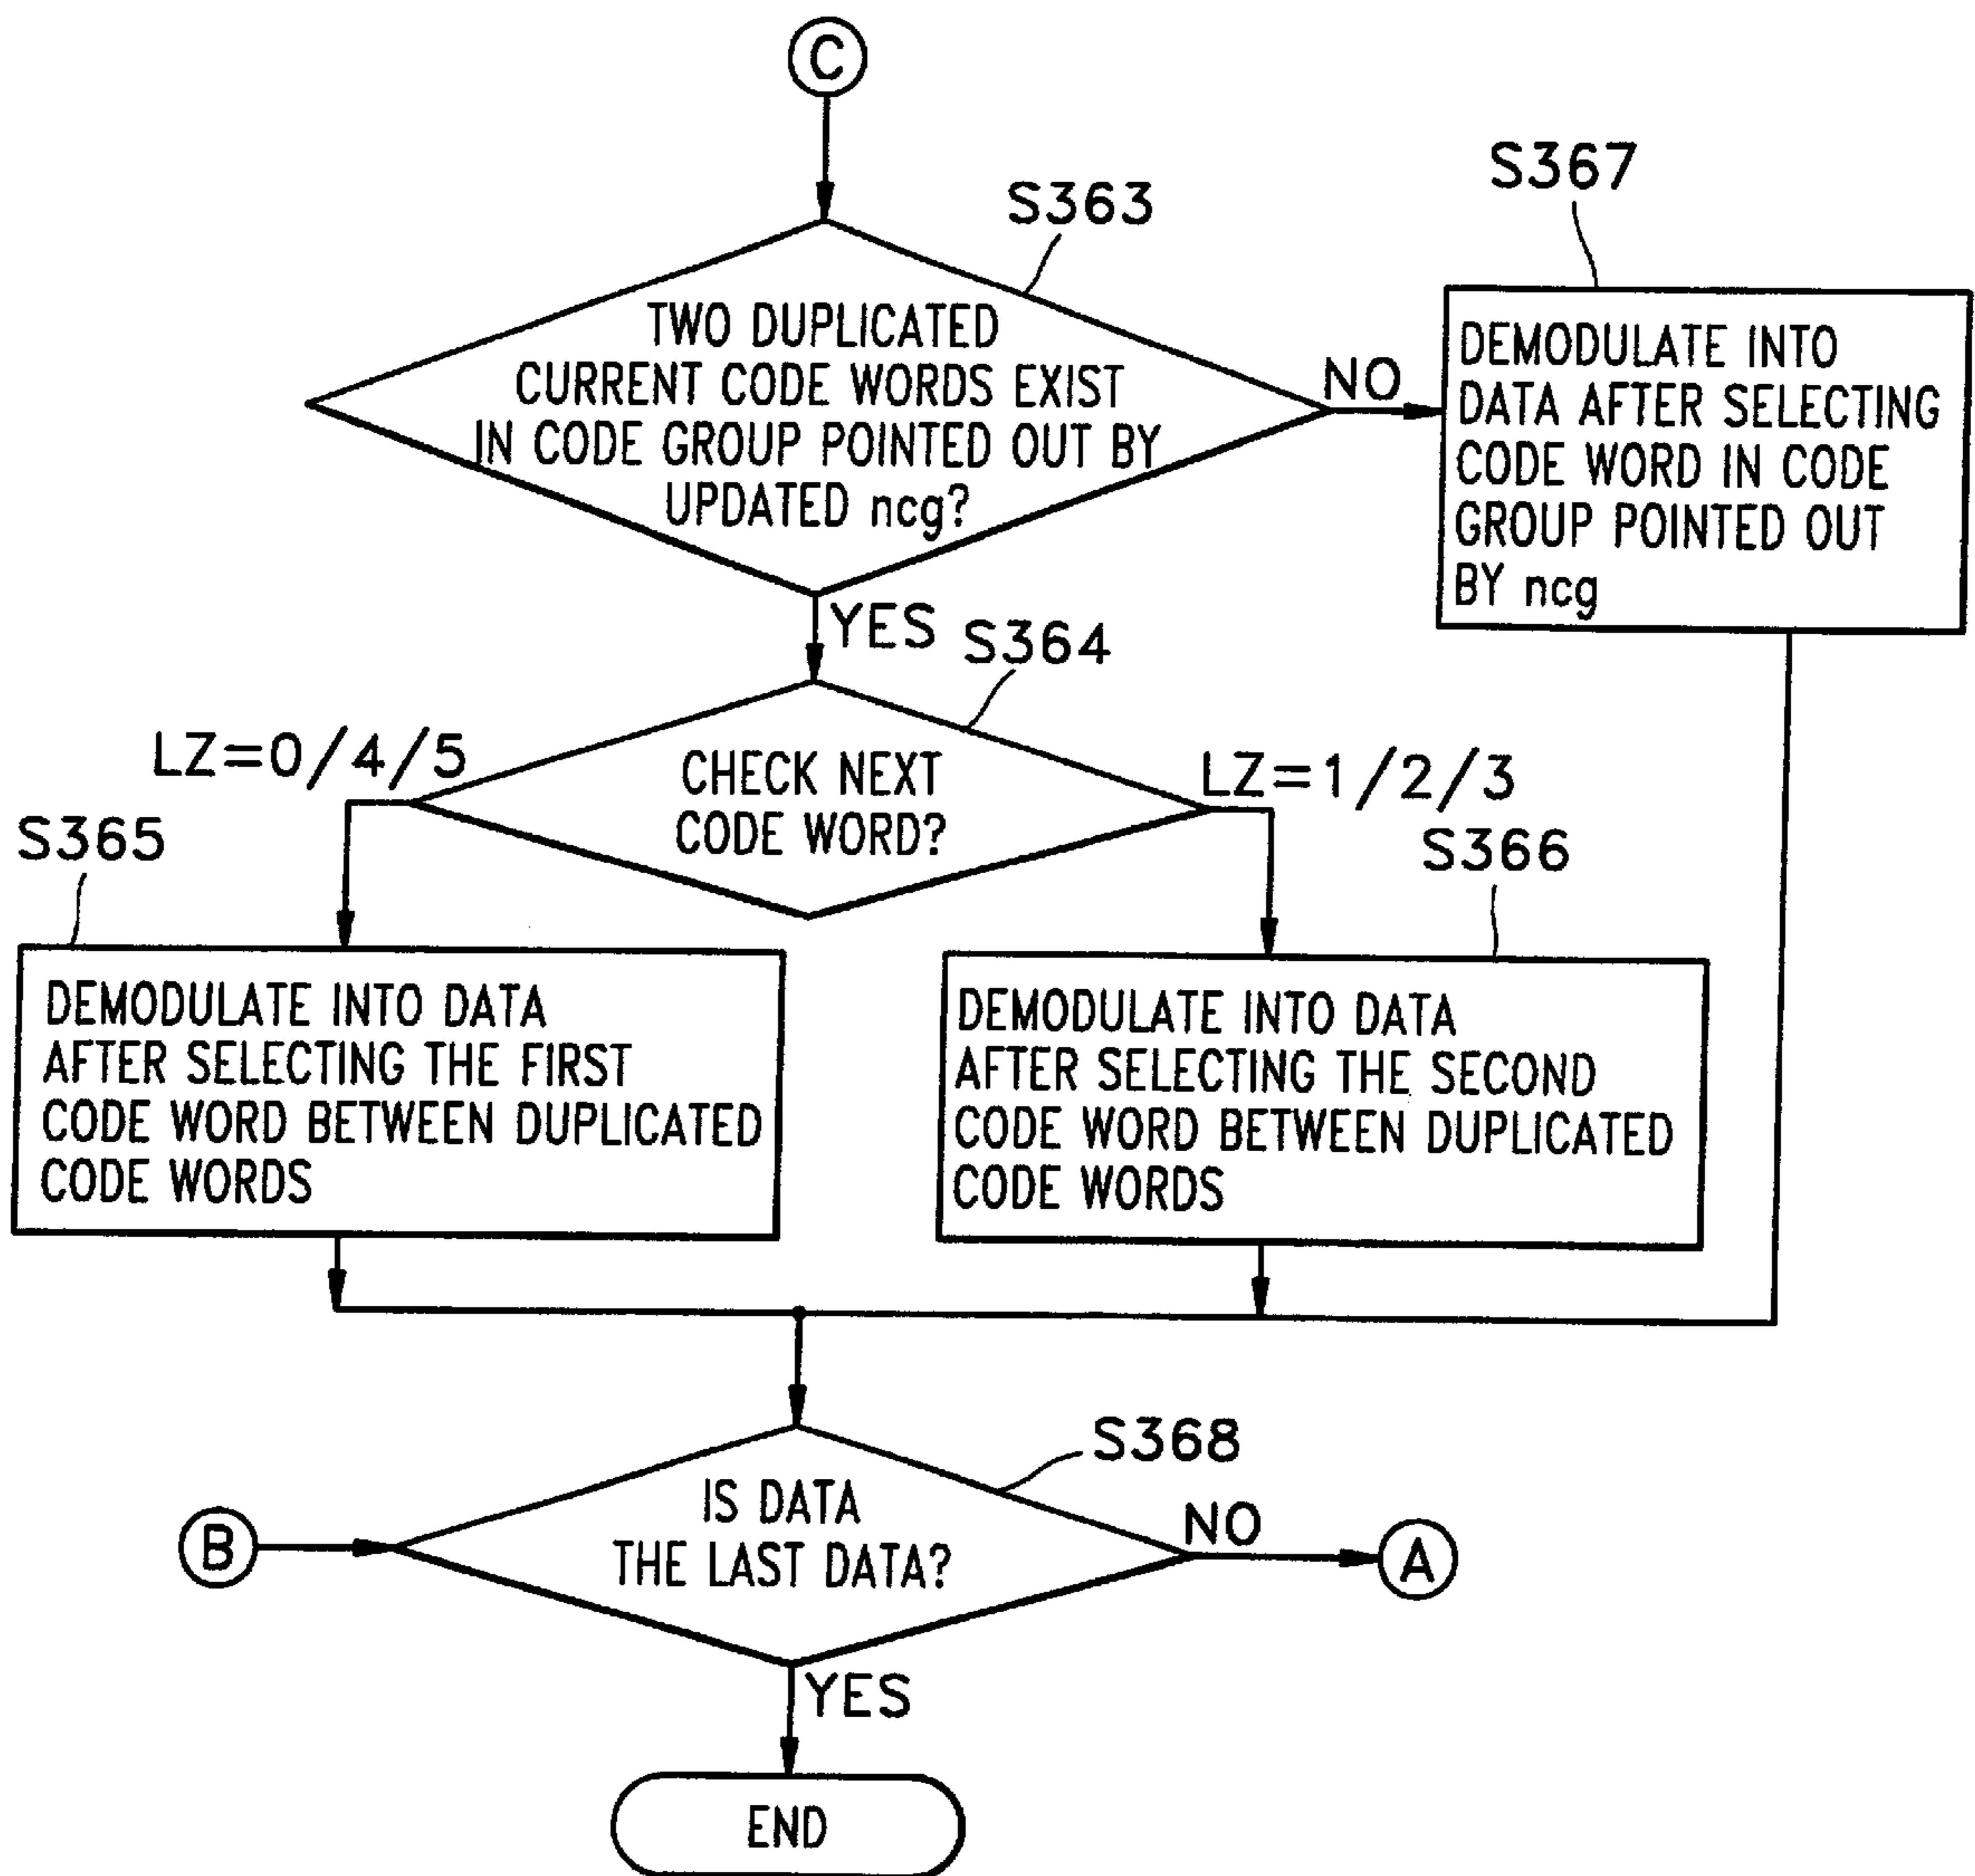 C
S363
TWO DUPLICATED
CURRENT CODE WORDS EXIST
IN CODE GROUP POINTED OUT BY
UPDATED ncg?
NO
S367
DEMODULATE INTO
DATA AFTER SELECTING
CODE WORD IN CODE
GROUP POINTED OUT
BY ncg
YES
S364
CHECK NEXT
CODE WORD?
LZ=0/4/5
LZ=1/2/3
S365
DEMODULATE INTO DATA
AFTER SELECTING THE FIRST
CODE WORD BETWEEN DUPLICATED
CODE WORDS
S366
DEMODULATE INTO DATA
AFTER SELECTING THE SECOND
CODE WORD BETWEEN DUPLICATED
CODE WORDS
S368
IS DATA
THE LAST DATA?
B
NO
A
YES
END